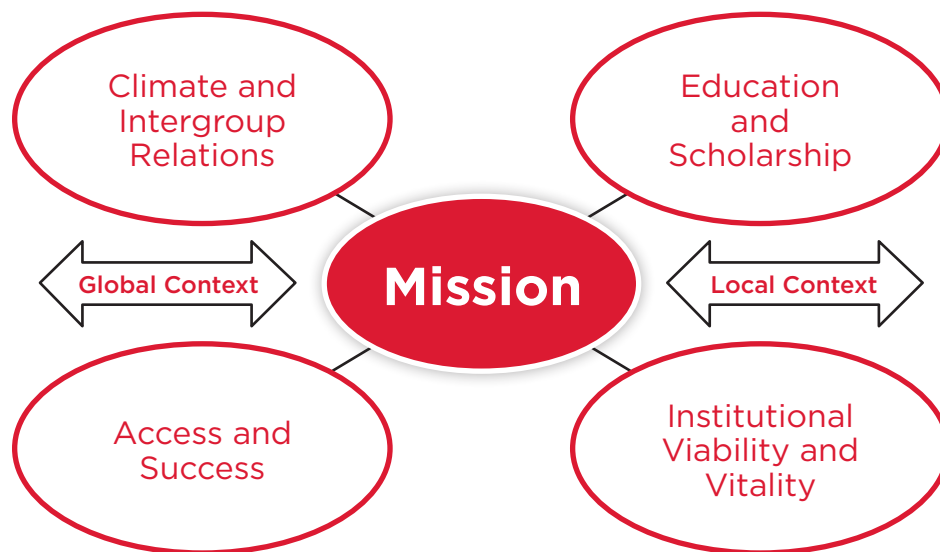 Climate and
Intergroup
Relations
Education
and
Scholarship
Global Context
Mission
Local Context
Access and
Success
Institutional
Viability and
Vitality